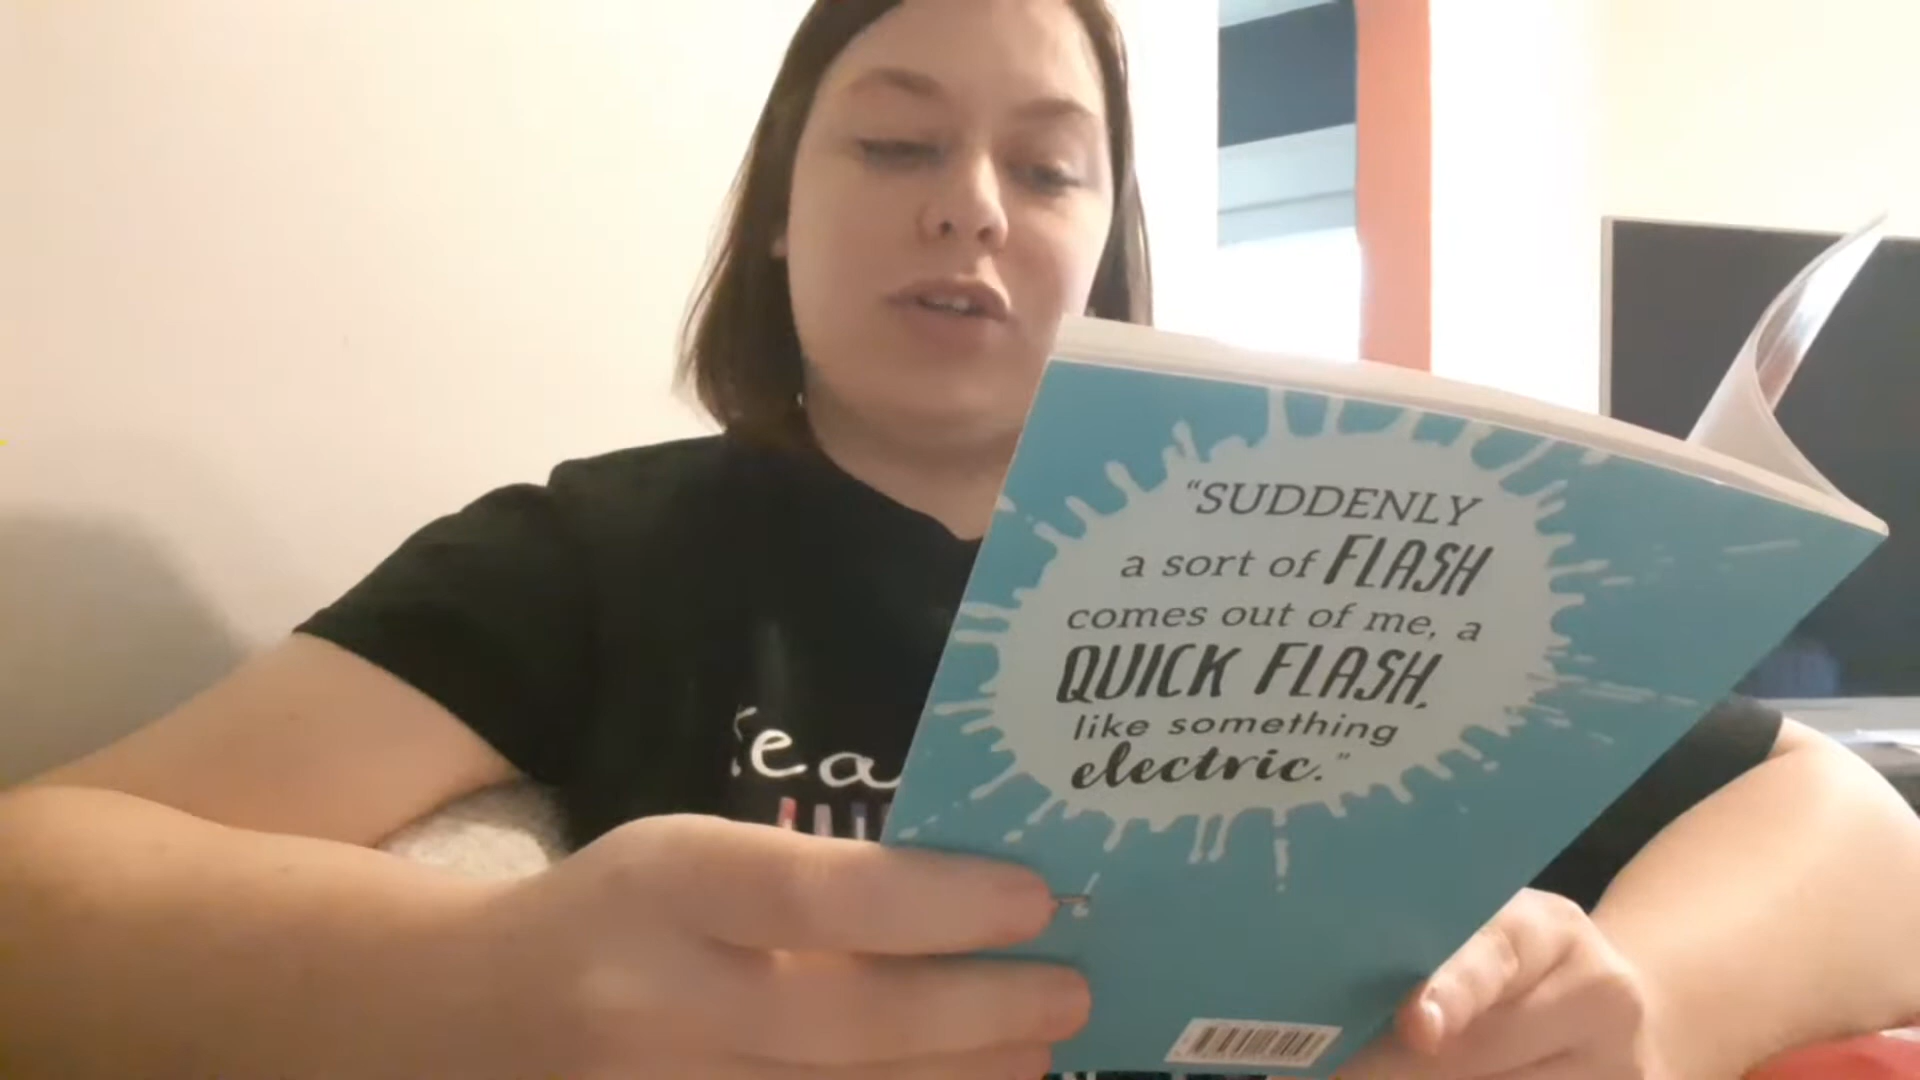 “SUDDENLY
a sort of FLASH
comes out of me, a
QUICK FLASH,
like something
electric.”